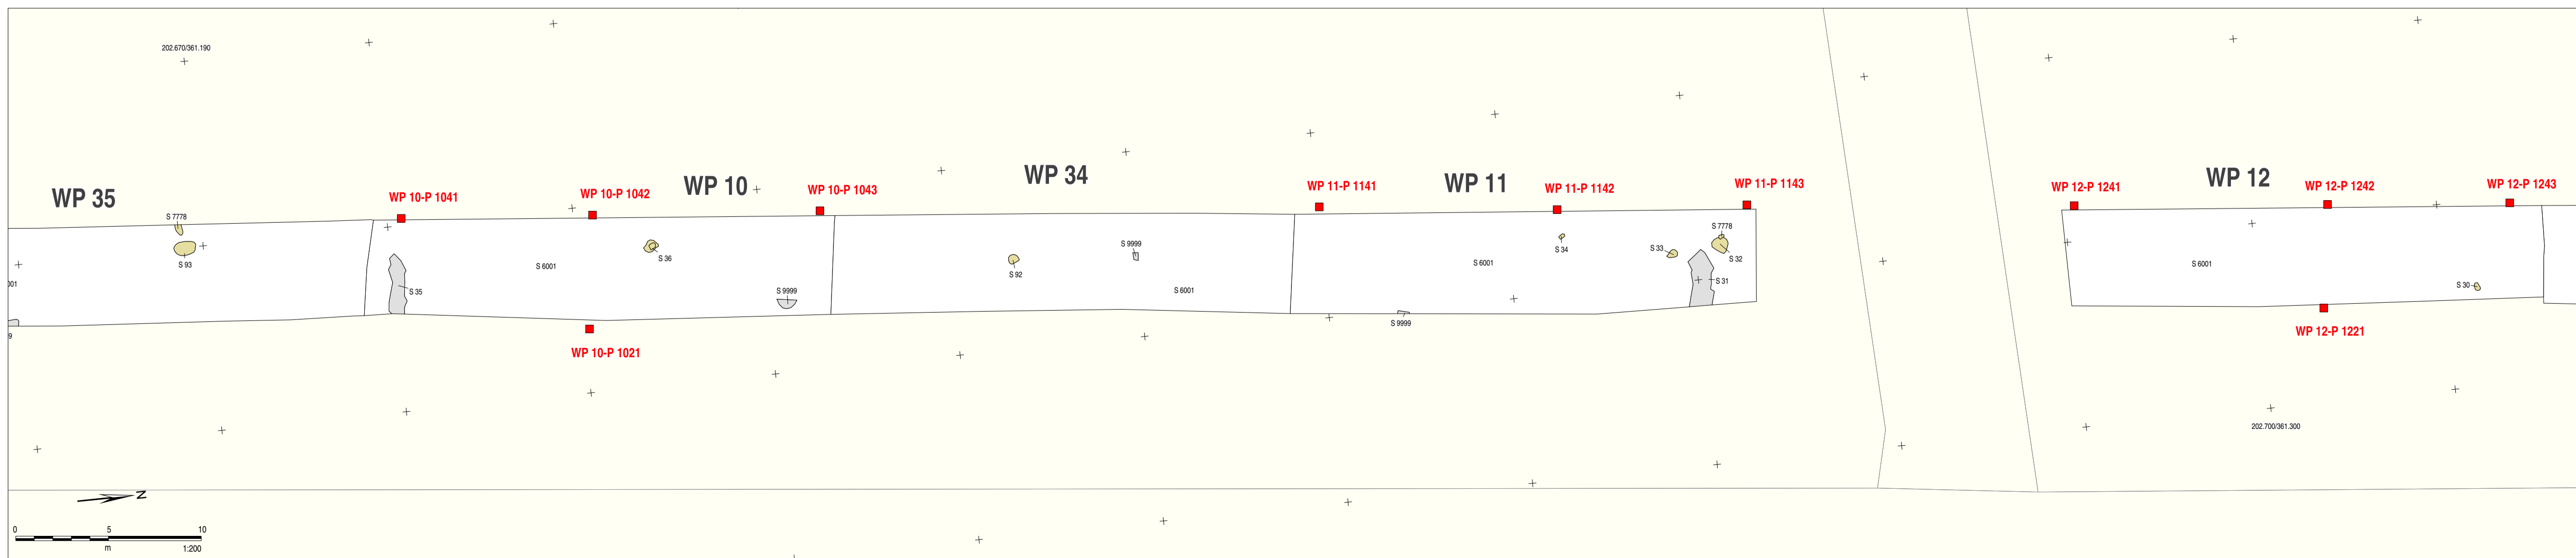 202.670/361.190
WP 35
WP 10
WP 34
WP 11
WP 12
WP 10-P 1041
WP 10-P 1042
WP 10-P 1043
WP 11-P 1141
WP 11-P 1142
WP 11-P 1143
WP 12-P 1241
WP 12-P 1242
WP 12-P 1243
S 7778
S 93
S 35
S 6001
S 36
S 9999
S 92
S 9999
S 6001
S 6001
S 9999
S 34
S 33
S 7778
S 32
S 31
S 6001
S 30
001
9
WP 10-P 1021
WP 12-P 1221
202.700/361.300
N
0 5 10
m 1:200